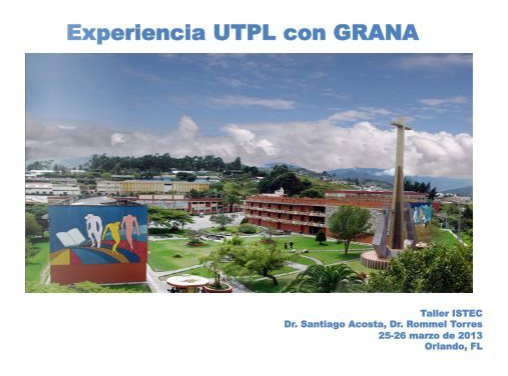 Experiencia UTPL con GRANA
Taller ISTEC
Dr. Santiago Acosta, Dr. Rommel Torres
25-26 marzo de 2013
Orlando, FL